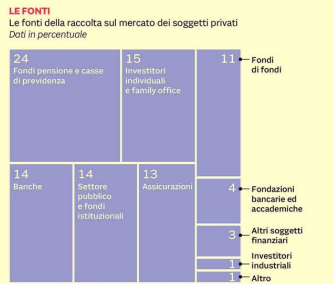 LE FONTI
Le fonti della raccolta sul mercato dei soggetti privati
Dati in percentuale
24
Fondi pensione e casse
di previdenza
15
Investitori
individuali
e family office
11
Fondi
di fondi
14
Banche
14
Settore
pubblico
e fondi
istituzionali
13
Assicurazioni
4
Fondazioni
bancarie ed
accademiche
3
Altri soggetti
finanziari
1
Investitori
industriali
1
Altro